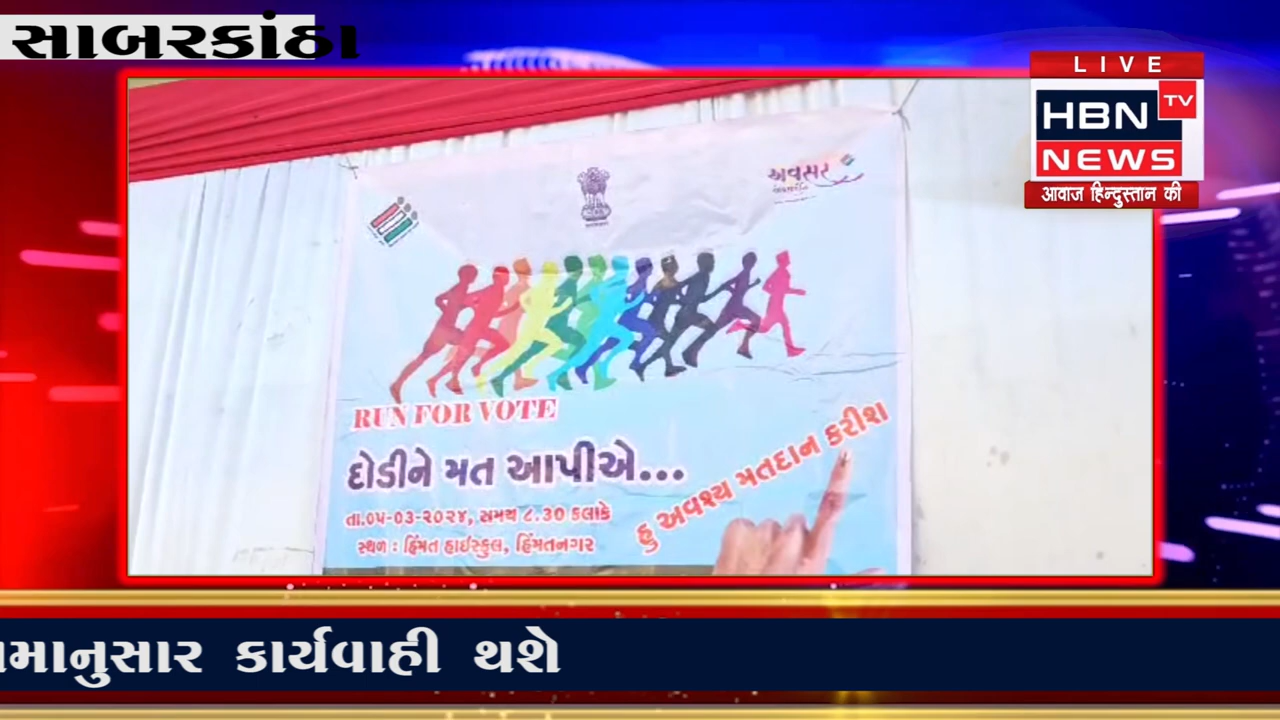 સાબરકાંઠા
LIVE
HBN TV
NEWS
आवाज हिन्दुस्तान की
અવસર
RUN FOR VOTE
દોડીને મત આપીએ...
તા.૦૫-૦૩-૨૦૨૪, સમય ૮.30 કલાકે
સ્થળ : હિંમત હાઈસ્કુલ, હિંમતનગર
હુ અવશ્ય મતદાન કરીશ
માનુસાર કાર્યવાહી થશે